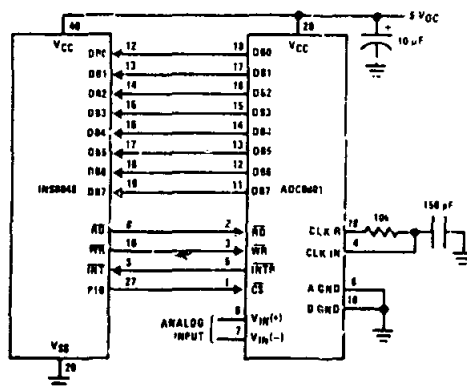 5 VDC
40
20
VCC
VCC
10 µF
+
DB0 12 18 DB0
DB1 13 17 DB1
DB2 14 16 DB2
DB3 15 15 DB3
DB4 16 14 DB4
DB5 17 13 DB5
DB6 18 12 DB6
DB7 19 11 DB7
INS8048
ADC0801
150 pF
RD 8 2 RD
CLK R 19 10k
WR 10 3 WR
CLK IN 4
INT 5 INTR
P10 27 1 CS
A GND 8
D GND 10
ANALOG
INPUT
6 VIN(+)
7 VIN(−)
VSS
20